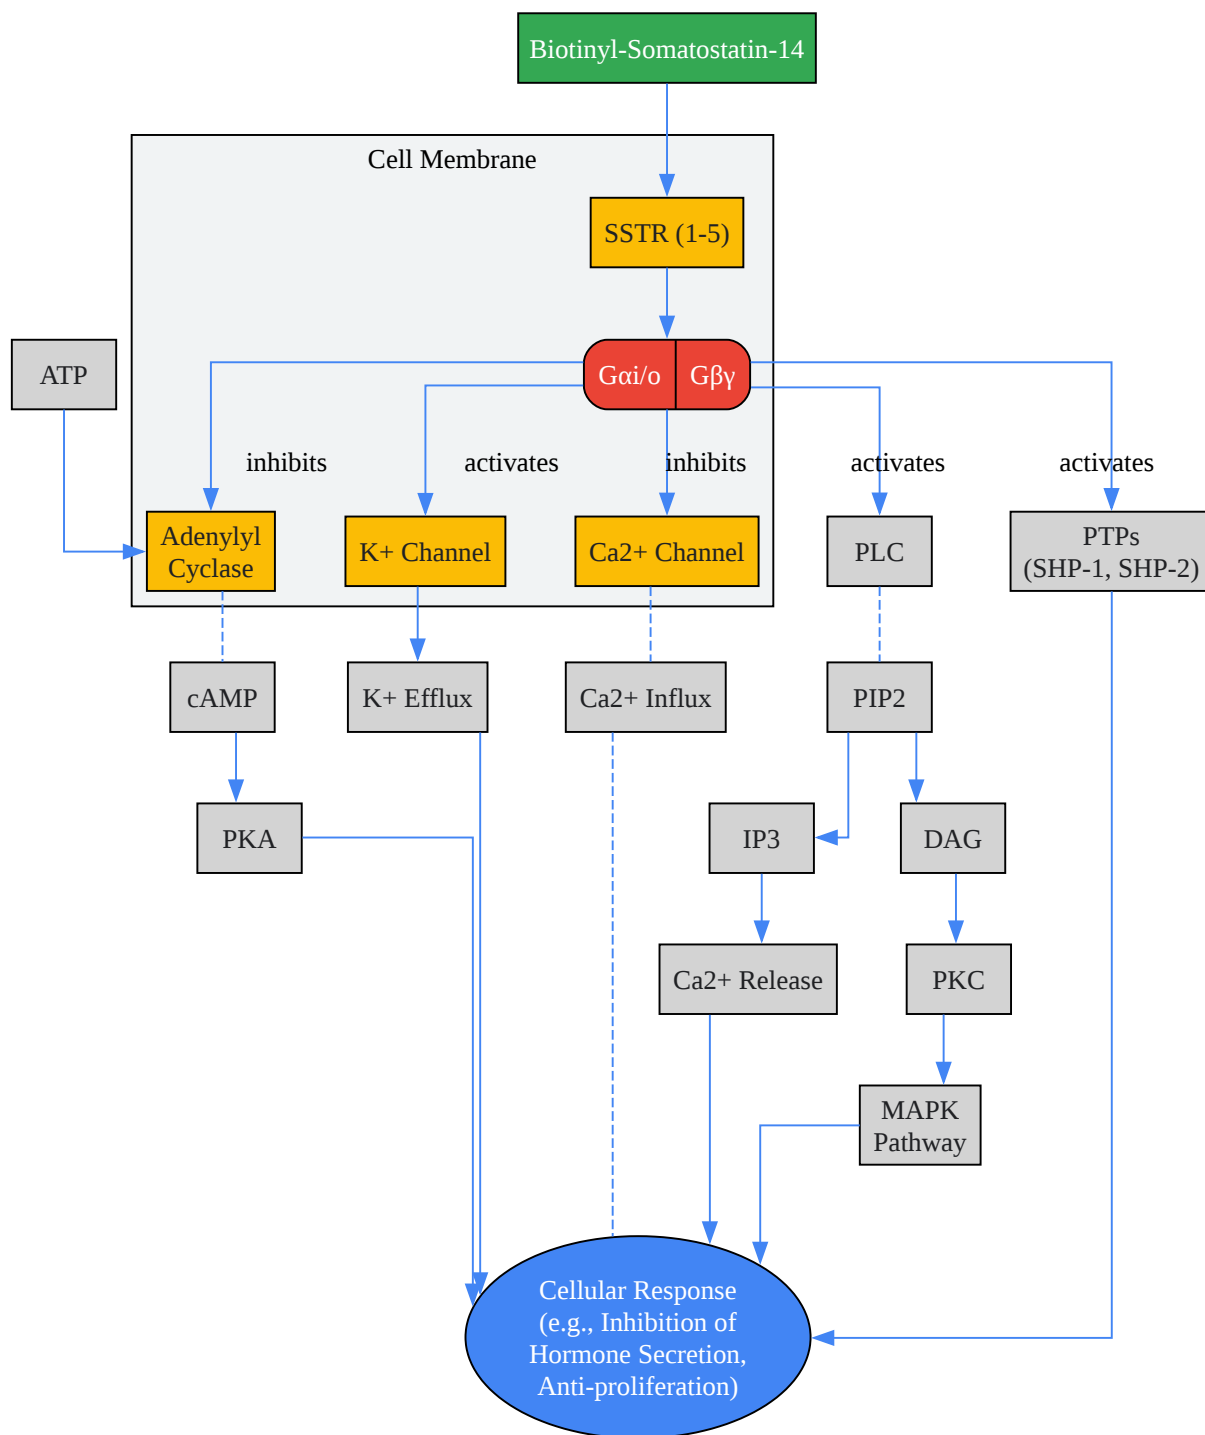 Biotinyl-Somatostatin-14
Cell Membrane
SSTR (1-5)
ATP
Gαi/o
Gβγ
inhibits
activates
inhibits
activates
activates
Adenylyl
Cyclase
K+ Channel
Ca2+ Channel
PLC
PTPs
(SHP-1, SHP-2)
cAMP
K+ Efflux
Ca2+ Influx
PIP2
PKA
IP3
DAG
Ca2+ Release
PKC
MAPK
Pathway
Cellular Response
(e.g., Inhibition of
Hormone Secretion,
Anti-proliferation)